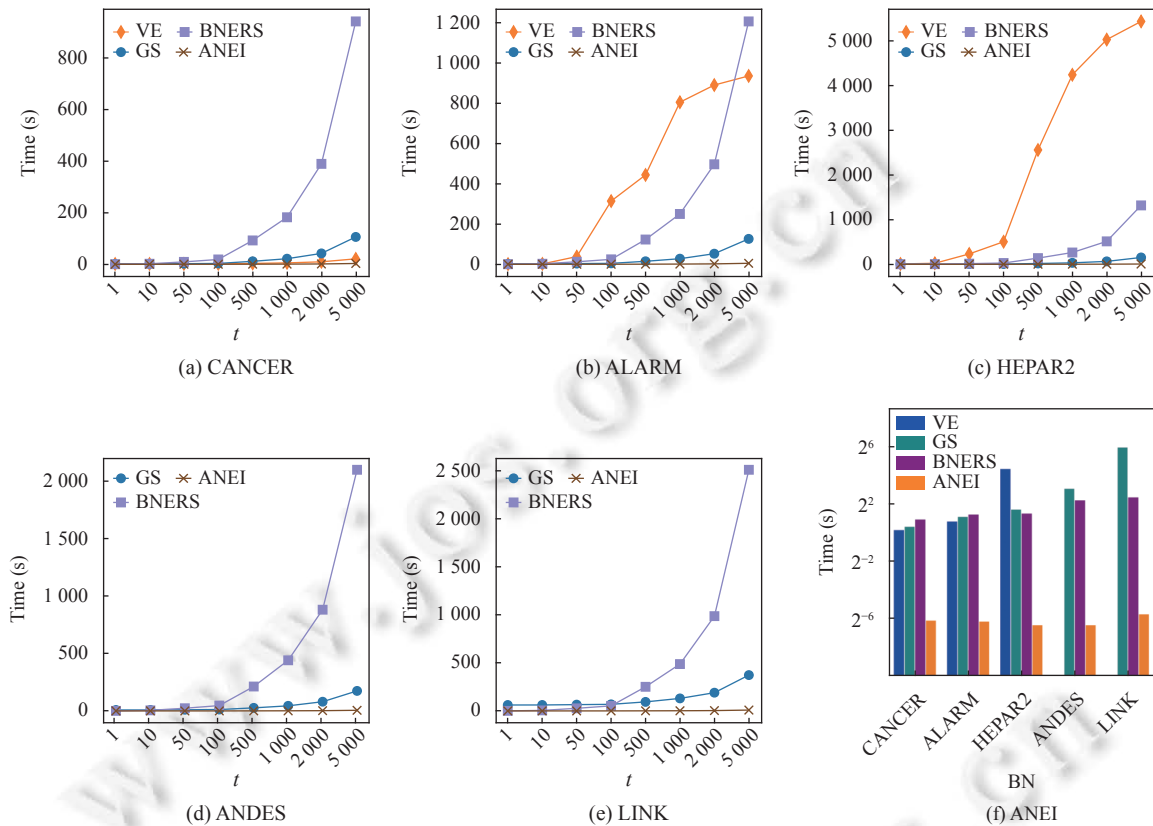 VE BNERS
GS ANEI
Time (s)
800
600
400
200
0
1 10 50 100 500 1 000 2 000 5 000
t
(a) CANCER
VE BNERS
GS ANEI
Time (s)
1 200
1 000
800
600
400
200
0
1 10 50 100 500 1 000 2 000 5 000
t
(b) ALARM
VE BNERS
GS ANEI
Time (s)
5 000
4 000
3 000
2 000
1 000
0
1 10 50 100 500 1 000 2 000 5 000
t
(c) HEPAR2
GS ANEI
BNERS
Time (s)
2 000
1 500
1 000
500
0
1 10 50 100 500 1 000 2 000 5 000
t
(d) ANDES
GS ANEI
BNERS
Time (s)
2 500
2 000
1 500
1 000
500
0
1 10 50 100 500 1 000 2 000 5 000
t
(e) LINK
VE
GS
BNERS
ANEI
Time (s)
2⁶
2²
2⁻²
2⁻⁶
CANCER ALARM HEPAR2 ANDES LINK
BN
(f) ANEI
www.jos.org.cn
cn